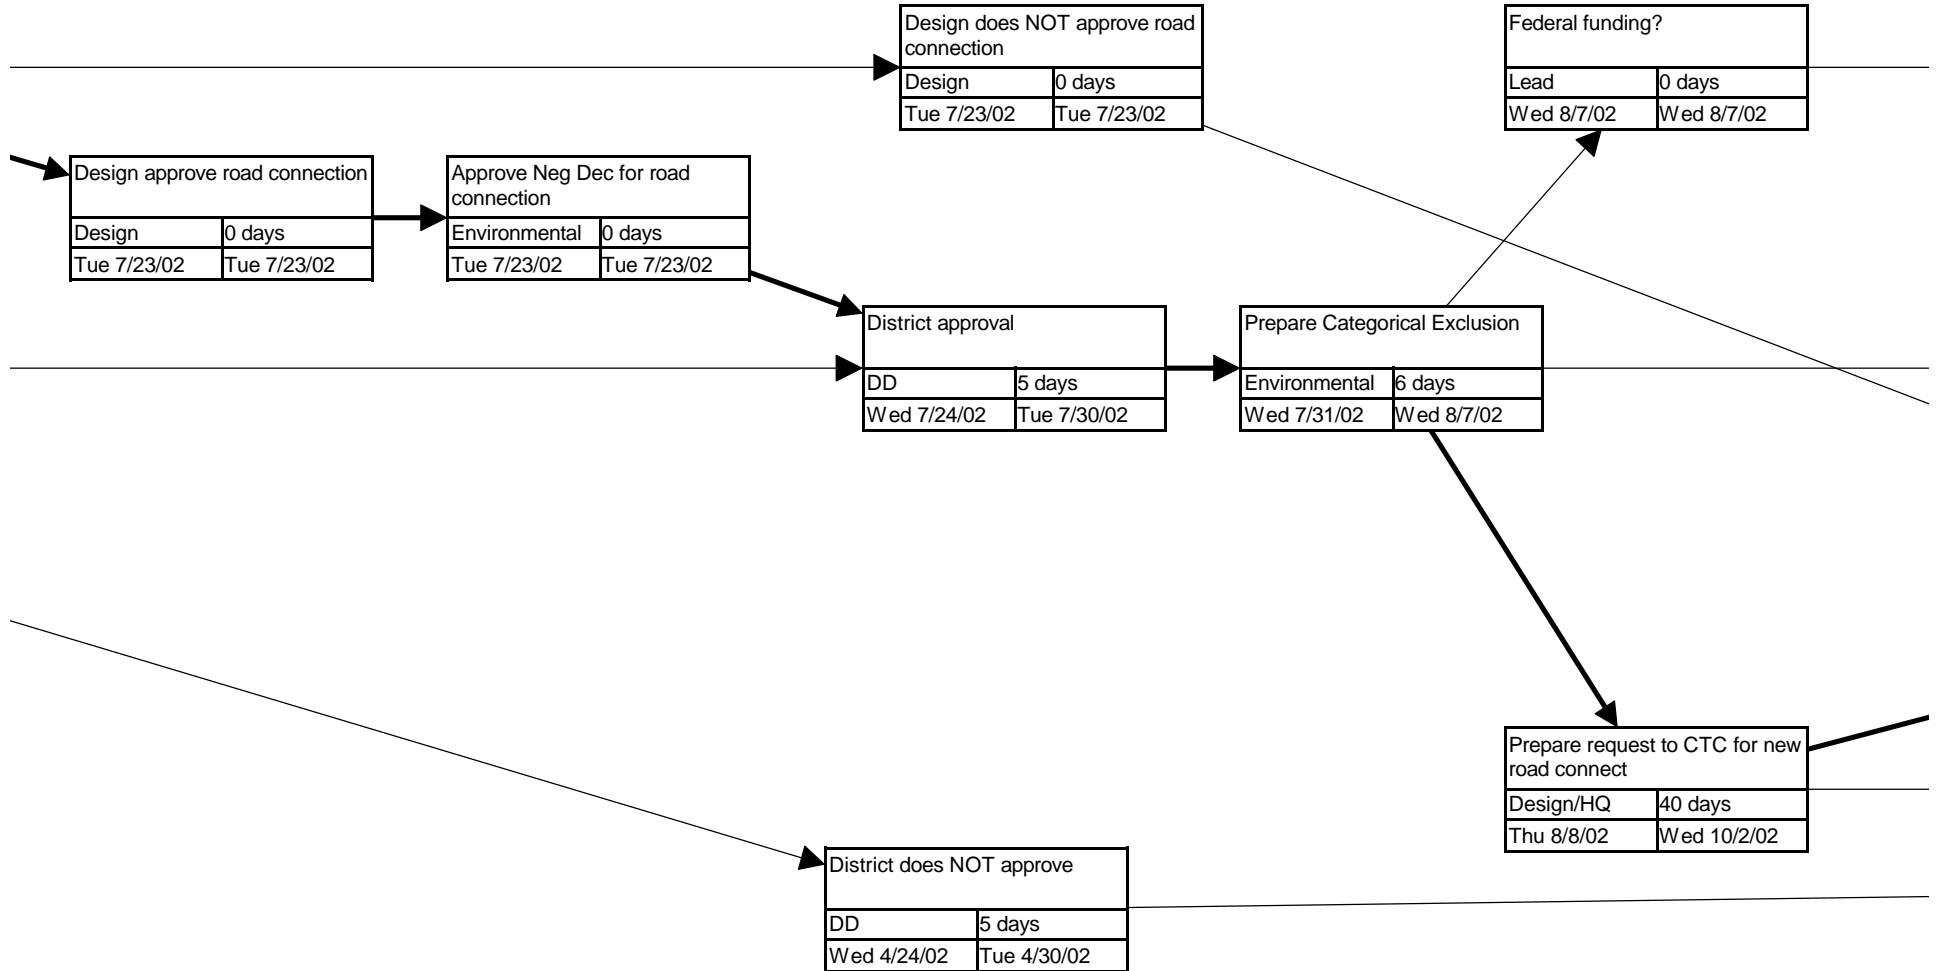 Design does NOT approve road
connection
Design 0 days
Tue 7/23/02 Tue 7/23/02
Federal funding?
Lead 0 days
Wed 8/7/02 Wed 8/7/02
Design approve road connection
Design 0 days
Tue 7/23/02 Tue 7/23/02
Approve Neg Dec for road
connection
Environmental 0 days
Tue 7/23/02 Tue 7/23/02
District approval
DD 5 days
Wed 7/24/02 Tue 7/30/02
Prepare Categorical Exclusion
Environmental 6 days
Wed 7/31/02 Wed 8/7/02
Prepare request to CTC for new
road connect
Design/HQ 40 days
Thu 8/8/02 Wed 10/2/02
District does NOT approve
DD 5 days
Wed 4/24/02 Tue 4/30/02